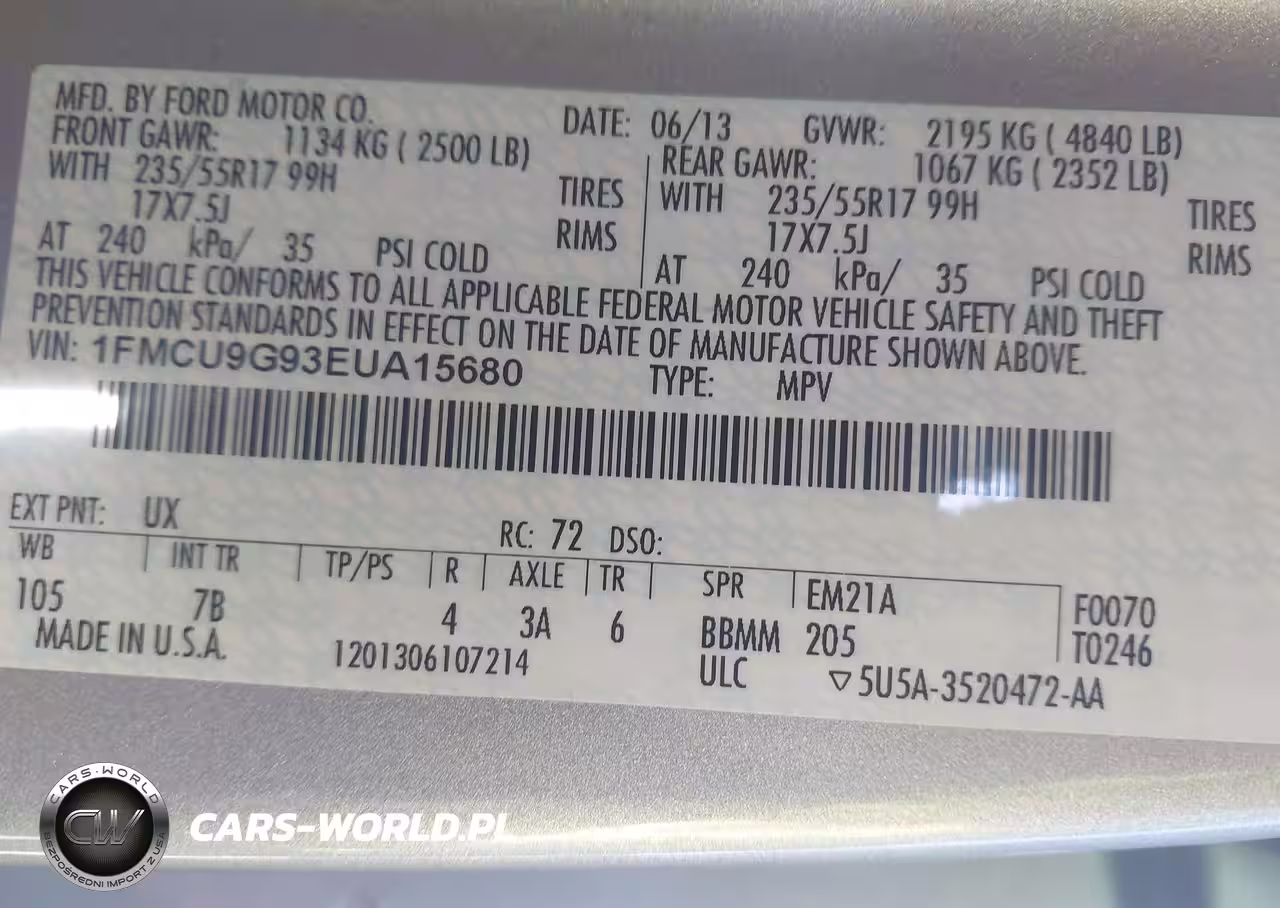 MFD. BY FORD MOTOR CO.
DATE: 06/13 GVWR: 2195 KG ( 4840 LB)
FRONT GAWR: 1134 KG ( 2500 LB)
WITH 235/55R17 99H TIRES
17X7.5J RIMS
AT 240 kPa/ 35 PSI COLD
REAR GAWR: 1067 KG ( 2352 LB)
WITH 235/55R17 99H TIRES
17X7.5J RIMS
AT 240 kPa/ 35 PSI COLD
THIS VEHICLE CONFORMS TO ALL APPLICABLE FEDERAL MOTOR VEHICLE SAFETY AND THEFT
PREVENTION STANDARDS IN EFFECT ON THE DATE OF MANUFACTURE SHOWN ABOVE.
VIN: 1FMCU9G93EUA15680 TYPE: MPV
EXT PNT: UX RC: 72 DSO:
WB INT TR TP/PS R AXLE TR SPR EM21A F0070
105 7B 4 3A 6 BBMM 205 T0246
MADE IN U.S.A. 1201306107214 ULC ▽5U5A-3520472-AA
CARS-WORLD
CW
BEZPOŚREDNI IMPORT Z USA
CARS-WORLD.PL